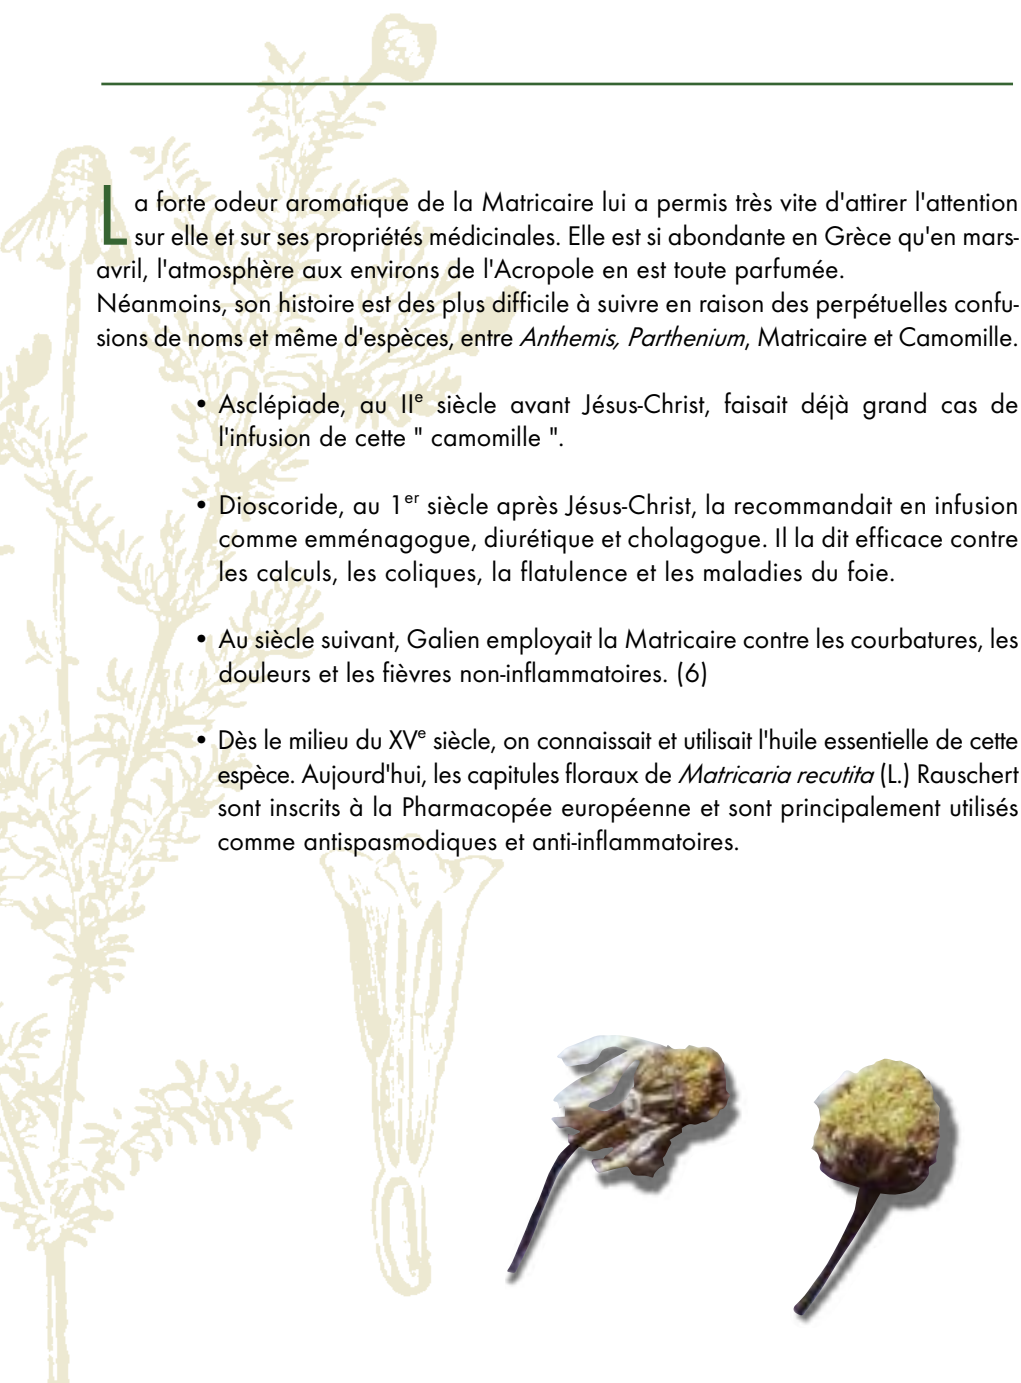 La forte odeur aromatique de la Matricaire lui a permis très vite d'attirer l'attention
sur elle et sur ses propriétés médicinales. Elle est si abondante en Grèce qu'en mars-
avril, l'atmosphère aux environs de l'Acropole en est toute parfumée.
Néanmoins, son histoire est des plus difficile à suivre en raison des perpétuelles confu-
sions de noms et même d'espèces, entre Anthemis, Parthenium, Matricaire et Camomille.
• Asclépiade, au IIe siècle avant Jésus-Christ, faisait déjà grand cas de
l'infusion de cette " camomille ".
• Dioscoride, au 1er siècle après Jésus-Christ, la recommandait en infusion
comme emménagogue, diurétique et cholagogue. Il la dit efficace contre
les calculs, les coliques, la flatulence et les maladies du foie.
• Au siècle suivant, Galien employait la Matricaire contre les courbatures, les
douleurs et les fièvres non-inflammatoires. (6)
• Dès le milieu du XVe siècle, on connaissait et utilisait l'huile essentielle de cette
espèce. Aujourd'hui, les capitules floraux de Matricaria recutita (L.) Rauschert
sont inscrits à la Pharmacopée européenne et sont principalement utilisés
comme antispasmodiques et anti-inflammatoires.